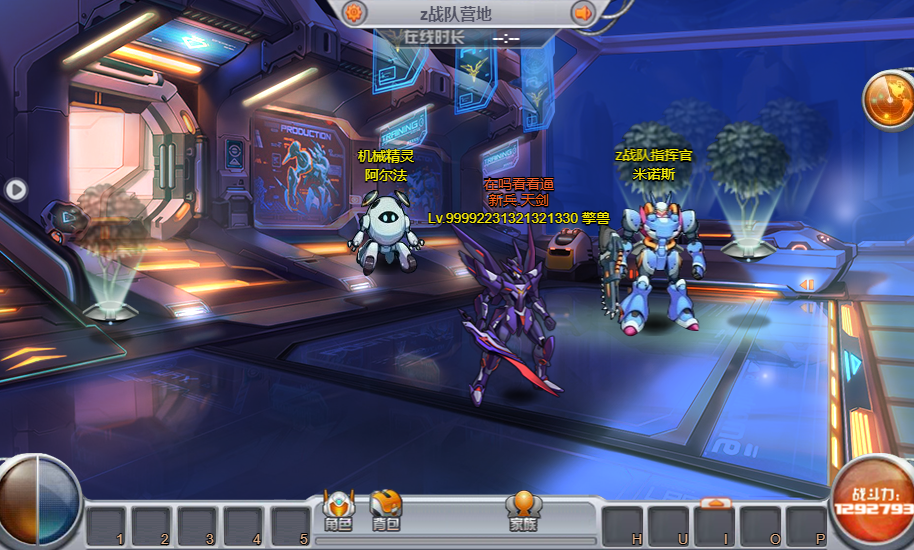 z战队营地
在线时长 --:--
PRODUCTION
TRAINING
TRAINING
机械精灵
阿尔法
在吗看看逼
新兵.天剑
Lv.99992231321321330 擎兽
z战队指挥官
米诺斯
战斗力:
1292793
角色
背包
家族
1
2
3
4
5
H
U
I
O
P